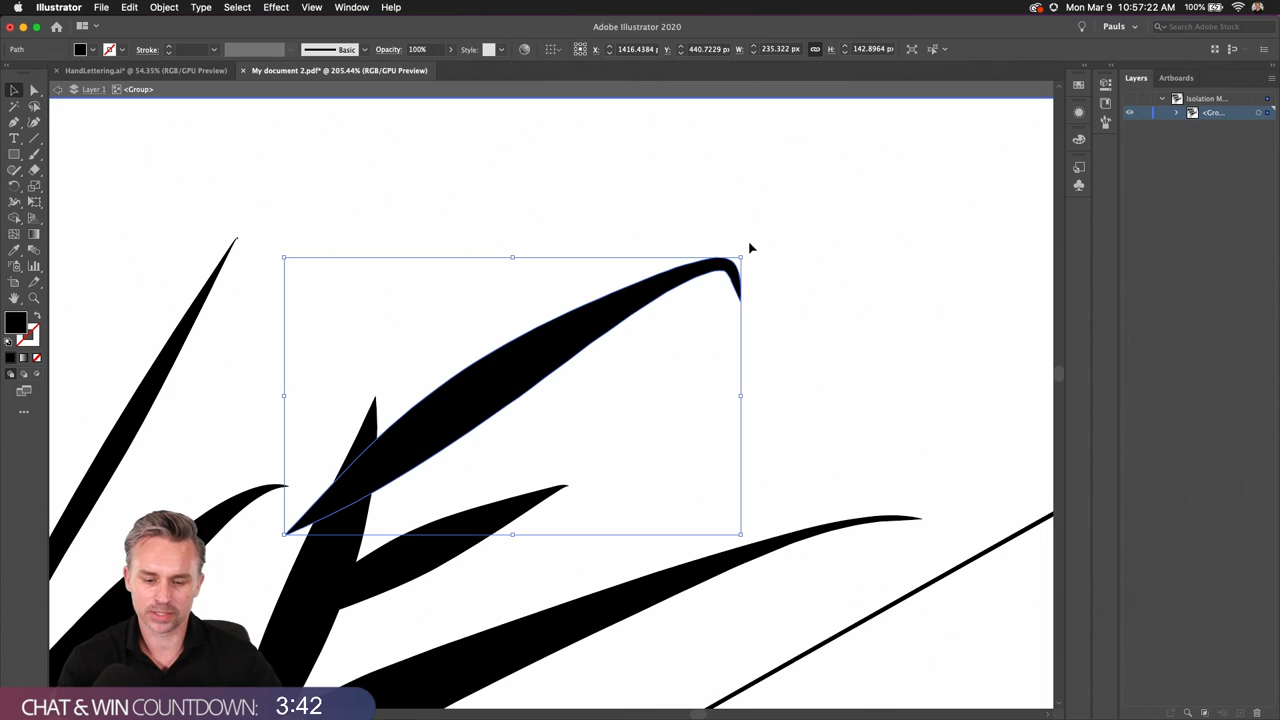 Illustrator File Edit Object Type Select Effect View Window Help
100% Mon Mar 9 10:57:22 AM
Adobe Illustrator 2020
Pauls
Search Adobe Stock
Path Stroke: Basic Opacity: 100% Style: X: 1416.4384 Y: 440.7229 px W: 235.322 px H: 142.8964 px
× HandLettering.ai* @ 54.35% (RGB/GPU Preview) × My document 2.pdf* @ 205.44% (RGB/GPU Preview)
Layer 1 <Group>
Layers Artboards
Isolation M...
<Gro...
CHAT & WIN COUNTDOWN: 3:42